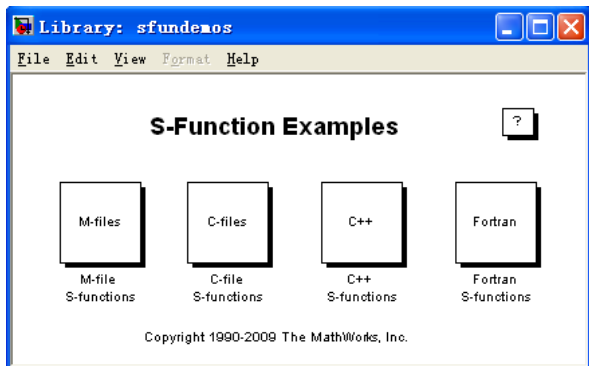 Library: sfundemos
File Edit View Format Help
S-Function Examples
?
M-files C-files C++ Fortran
M-file C-file C++ Fortran
S-functions S-functions S-functions S-functions
Copyright 1990-2009 The MathWorks, Inc.